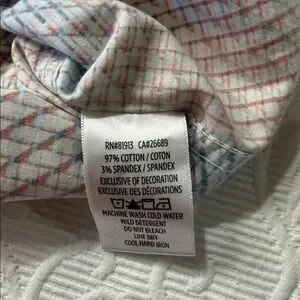 RN#81913 CA#26689
97% COTTON / COTON
3% SPANDEX / SPANDEX
EXCLUSIVE OF DECORATION
EXCLUSIF DES DÉCORATIONS
MACHINE WASH COLD WATER
MILD DETERGENT
DO NOT BLEACH
LINE DRY
COOL HAND IRON